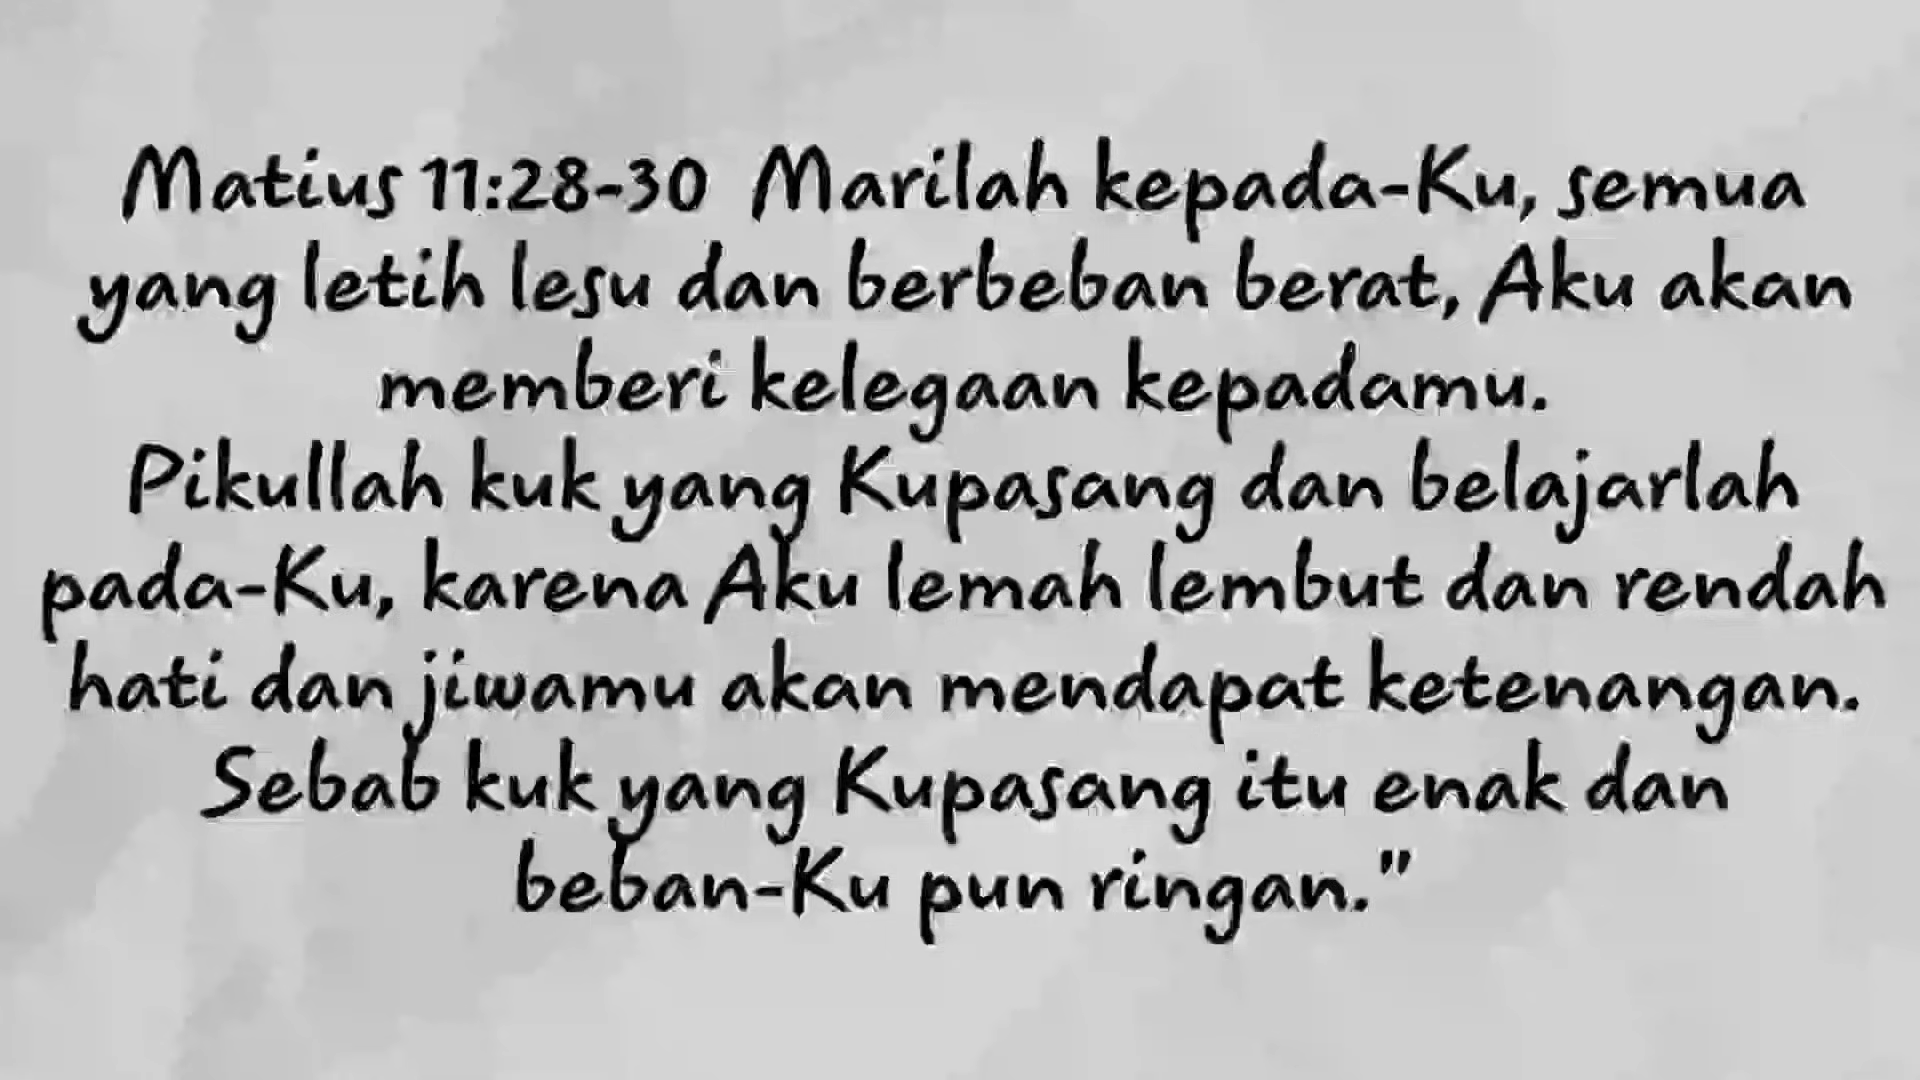 Matius 11:28-30  Marilah kepada-Ku, semua
yang letih lesu dan berbeban berat, Aku akan
memberi kelegaan kepadamu.
Pikullah kuk yang Kupasang dan belajarlah
pada-Ku, karena Aku lemah lembut dan rendah
hati dan jiwamu akan mendapat ketenangan.
Sebab kuk yang Kupasang itu enak dan
beban-Ku pun ringan."